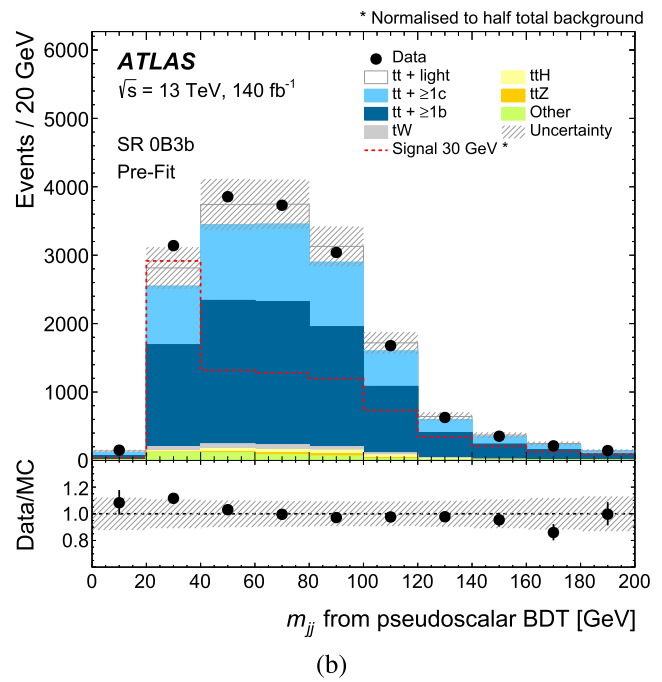 * Normalised to half total background
ATLAS
√s = 13 TeV, 140 fb⁻¹
SR 0B3b
Pre-Fit
Data
tt + light
tt + ≥1c
tt + ≥1b
tW
Signal 30 GeV *
ttH
ttZ
Other
Uncertainty
Events / 20 GeV
6000
5000
4000
3000
2000
1000
0
Data/MC
1.2
1.0
0.8
0 20 40 60 80 100 120 140 160 180 200
m_jj from pseudoscalar BDT [GeV]
(b)